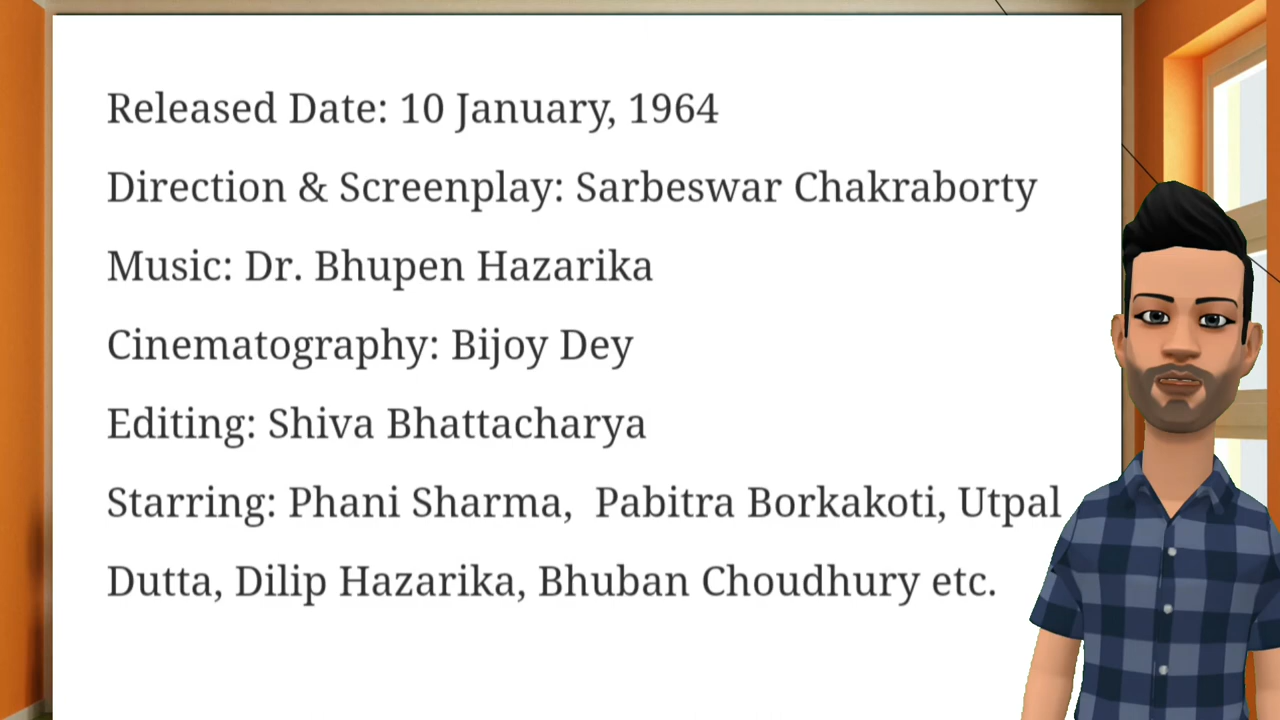 Released Date: 10 January, 1964
Direction & Screenplay: Sarbeswar Chakraborty
Music: Dr. Bhupen Hazarika
Cinematography: Bijoy Dey
Editing: Shiva Bhattacharya
Starring: Phani Sharma,  Pabitra Borkakoti, Utpal
Dutta, Dilip Hazarika, Bhuban Choudhury etc.